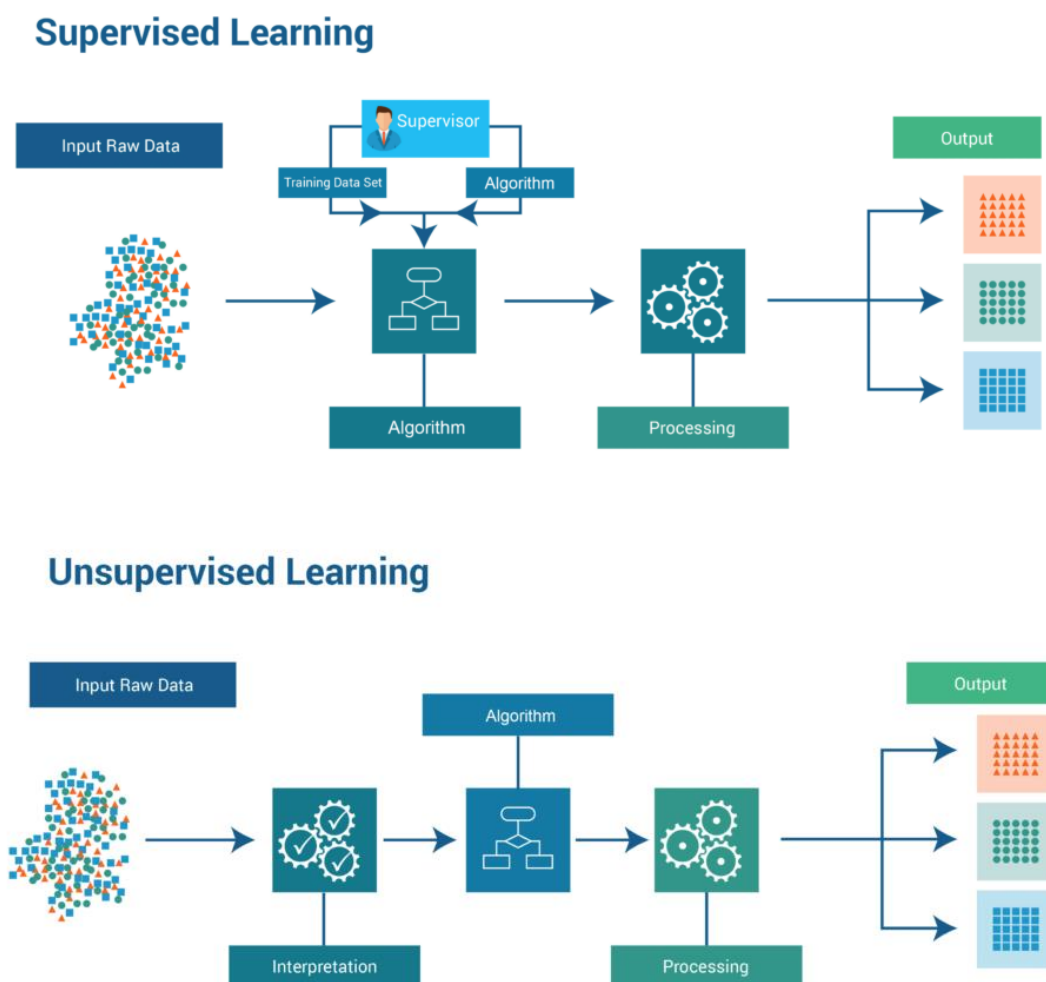 Supervised Learning
Input Raw Data
Supervisor
Output
Training Data Set
Algorithm
Algorithm
Processing
Unsupervised Learning
Input Raw Data
Algorithm
Output
Interpretation
Processing